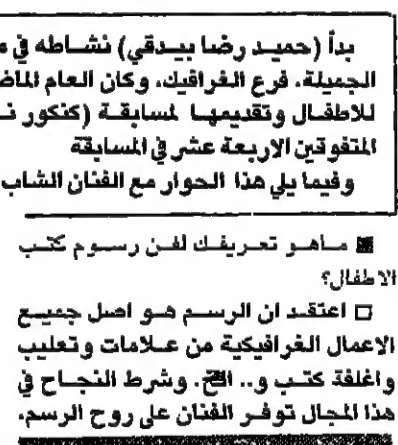 بدأ (حميد رضا بيدقي) نشاطه في
الجميلة، فرع الغرافيك، وكان العام الماض
للاطفال وتقديمها لمسابقة (كنكور نـ
المتفوقين الاربعة عشر في المسابقة
وفيما يلي هذا الحوار مع الفنان الشاب
■ ماهو تعريفك لفن رسوم كتب
الاطفال؟
□ اعتقد ان الرسم هو اصل جميع
الاعمال الغرافيكية من علامات وتعليب
واغلفة كتب و.. الخ. وشرط النجاح في
هذا المجال توفر الفنان على روح الرسم.